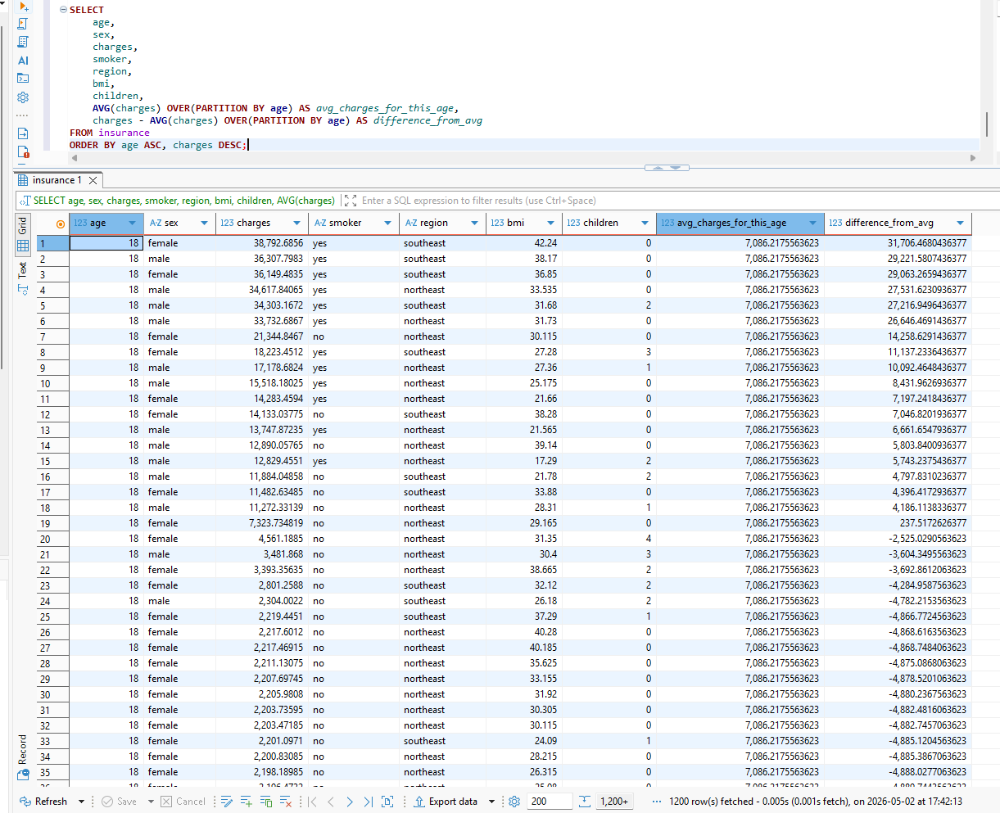 SELECT
age,
sex,
charges,
smoker,
region,
bmi,
children,
AVG(charges) OVER(PARTITION BY age) AS avg_charges_for_this_age,
charges - AVG(charges) OVER(PARTITION BY age) AS difference_from_avg
FROM insurance
ORDER BY age ASC, charges DESC;
AI
insurance 1
SELECT age, sex, charges, smoker, region, bmi, children, AVG(charges) Enter a SQL expression to filter results (use Ctrl+Space)
Grid
Text
Record
123 age A-Z sex 123 charges A-Z smoker A-Z region 123 bmi 123 children 123 avg_charges_for_this_age 123 difference_from_avg
1 18 female 38,792.6856 yes southeast 42.24 0 7,086.2175563623 31,706.4680436377
2 18 male 36,307.7983 yes southeast 38.17 0 7,086.2175563623 29,221.5807436377
3 18 female 36,149.4835 yes southeast 36.85 0 7,086.2175563623 29,063.2659436377
4 18 male 34,617.84065 yes northeast 33.535 0 7,086.2175563623 27,531.6230936377
5 18 male 34,303.1672 yes southeast 31.68 2 7,086.2175563623 27,216.9496436377
6 18 male 33,732.6867 yes northeast 31.73 0 7,086.2175563623 26,646.4691436377
7 18 female 21,344.8467 no northeast 30.115 0 7,086.2175563623 14,258.6291436377
8 18 female 18,223.4512 yes southeast 27.28 3 7,086.2175563623 11,137.2336436377
9 18 male 17,178.6824 yes northeast 27.36 1 7,086.2175563623 10,092.4648436377
10 18 male 15,518.18025 yes northeast 25.175 0 7,086.2175563623 8,431.9626936377
11 18 female 14,283.4594 yes northeast 21.66 0 7,086.2175563623 7,197.2418436377
12 18 female 14,133.03775 no southeast 38.28 0 7,086.2175563623 7,046.8201936377
13 18 male 13,747.87235 yes northeast 21.565 0 7,086.2175563623 6,661.6547936377
14 18 male 12,890.05765 no northeast 39.14 0 7,086.2175563623 5,803.8400936377
15 18 male 12,829.4551 yes northeast 17.29 2 7,086.2175563623 5,743.2375436377
16 18 male 11,884.04858 no southeast 21.78 2 7,086.2175563623 4,797.8310236377
17 18 female 11,482.63485 no southeast 33.88 0 7,086.2175563623 4,396.4172936377
18 18 male 11,272.33139 no northeast 28.31 1 7,086.2175563623 4,186.1138336377
19 18 female 7,323.734819 no northeast 29.165 0 7,086.2175563623 237.5172626377
20 18 female 4,561.1885 no northeast 31.35 4 7,086.2175563623 -2,525.0290563623
21 18 male 3,481.868 no northeast 30.4 3 7,086.2175563623 -3,604.3495563623
22 18 female 3,393.35635 no northeast 38.665 2 7,086.2175563623 -3,692.8612063623
23 18 female 2,801.2588 no southeast 32.12 2 7,086.2175563623 -4,284.9587563623
24 18 male 2,304.0022 no southeast 26.18 2 7,086.2175563623 -4,782.2153563623
25 18 female 2,219.4451 no southeast 37.29 1 7,086.2175563623 -4,866.7724563623
26 18 female 2,217.6012 no northeast 40.28 0 7,086.2175563623 -4,868.6163563623
27 18 female 2,217.46915 no northeast 40.185 0 7,086.2175563623 -4,868.7484063623
28 18 female 2,211.13075 no northeast 35.625 0 7,086.2175563623 -4,875.0868063623
29 18 female 2,207.69745 no northeast 33.155 0 7,086.2175563623 -4,878.5201063623
30 18 female 2,205.9808 no northeast 31.92 0 7,086.2175563623 -4,880.2367563623
31 18 female 2,203.73595 no northeast 30.305 0 7,086.2175563623 -4,882.4816063623
32 18 female 2,203.47185 no northeast 30.115 0 7,086.2175563623 -4,882.7457063623
33 18 female 2,201.0971 no southeast 24.09 1 7,086.2175563623 -4,885.1204563623
34 18 female 2,200.83085 no northeast 28.215 0 7,086.2175563623 -4,885.3867063623
35 18 female 2,198.18985 no northeast 26.315 0 7,086.2175563623 -4,888.0277063623
Refresh Save Cancel Export data 200 1,200+ 1200 row(s) fetched - 0.005s (0.001s fetch), on 2026-05-02 at 17:42:13